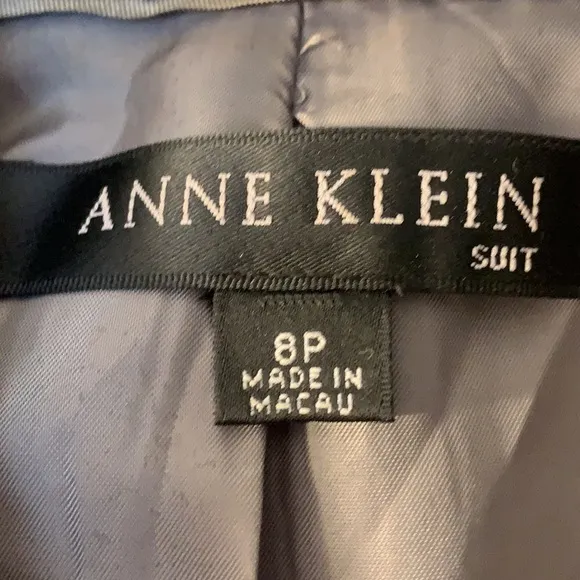 ANNE KLEIN
SUIT
8P
MADE IN
MACAU